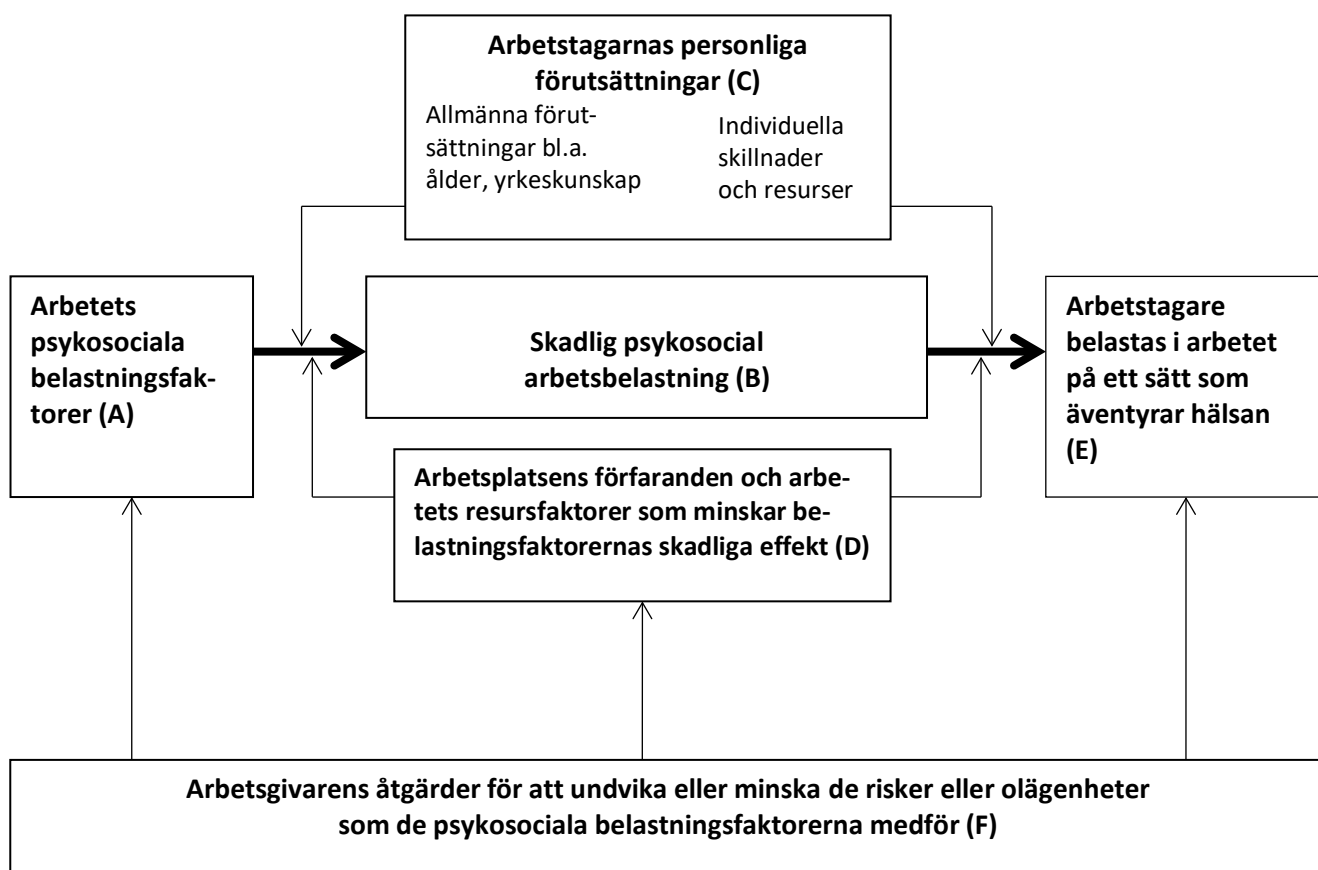 Arbetstagarnas personliga
förutsättningar (C)
Allmänna förut-
sättningar bl.a.
ålder, yrkeskunskap
Individuella
skillnader
och resurser
Arbetets
psykosociala
belastningsfak-
torer (A)
Skadlig psykosocial
arbetsbelastning (B)
Arbetstagare
belastas i arbetet
på ett sätt som
äventyrar hälsan
(E)
Arbetsplatsens förfaranden och arbe-
tets resursfaktorer som minskar be-
lastningsfaktorernas skadliga effekt (D)
Arbetsgivarens åtgärder för att undvika eller minska de risker eller olägenheter
som de psykosociala belastningsfaktorerna medför (F)